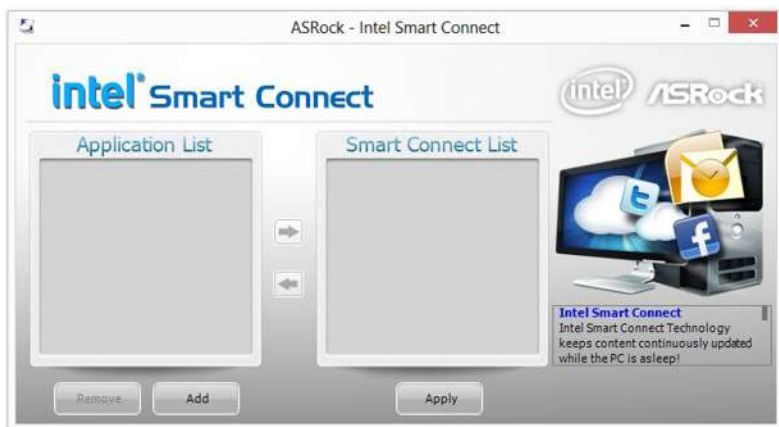 ASRock - Intel Smart Connect
intel Smart Connect
intel ASRock
Application List
Smart Connect List
Intel Smart Connect
Intel Smart Connect Technology
keeps content continuously updated
while the PC is asleep!
Remove
Add
Apply